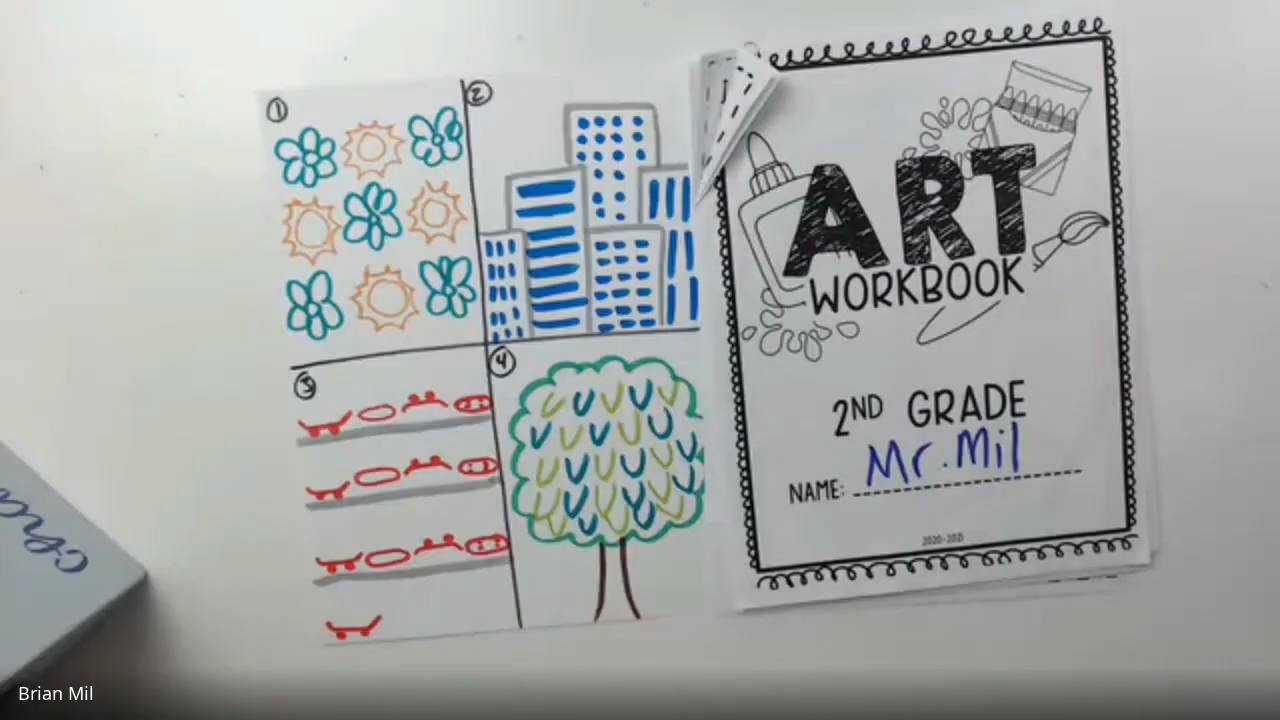 1
2
3
4
ART
WORKBOOK
2ND GRADE
Mr. Mil
NAME:
2020-2021
Brian Mil